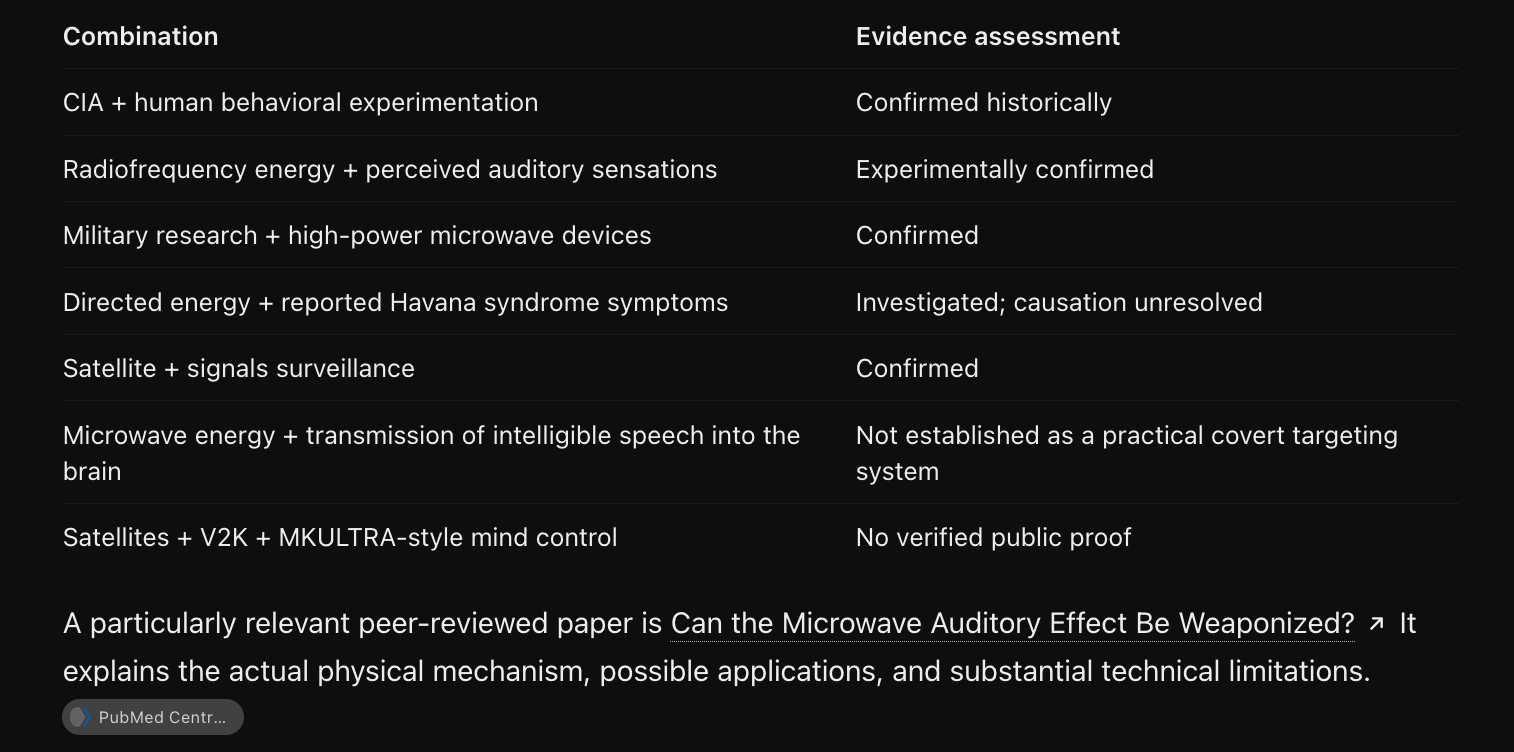 Combination
Evidence assessment
CIA + human behavioral experimentation
Confirmed historically
Radiofrequency energy + perceived auditory sensations
Experimentally confirmed
Military research + high-power microwave devices
Confirmed
Directed energy + reported Havana syndrome symptoms
Investigated; causation unresolved
Satellite + signals surveillance
Confirmed
Microwave energy + transmission of intelligible speech into the
brain
Not established as a practical covert targeting
system
Satellites + V2K + MKULTRA-style mind control
No verified public proof
A particularly relevant peer-reviewed paper is Can the Microwave Auditory Effect Be Weaponized? ↗ It
explains the actual physical mechanism, possible applications, and substantial technical limitations.
PubMed Centr...